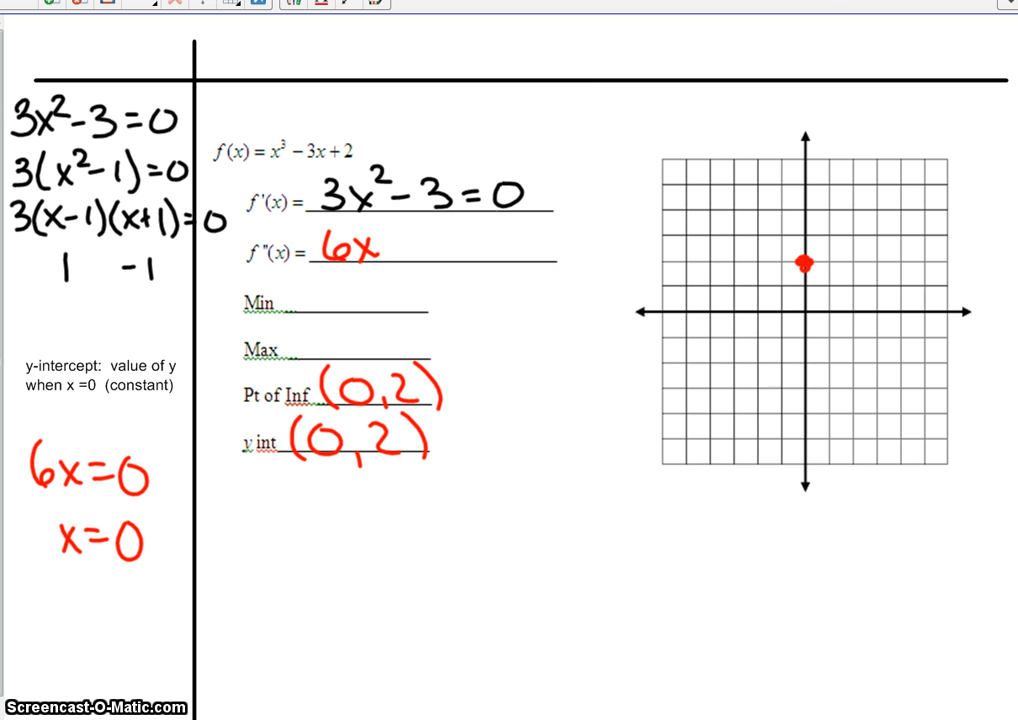 3x² - 3 = 0
3(x² - 1) = 0
3(x - 1)(x + 1) = 0
1 -1
y-intercept: value of y
when x =0 (constant)
6x = 0
x = 0
f(x) = x³ - 3x + 2
f'(x) = 3x² - 3 = 0
f"(x) = 6x
Min
Max
Pt of Inf (0,2)
y int (0,2)
Screencast-O-Matic.com